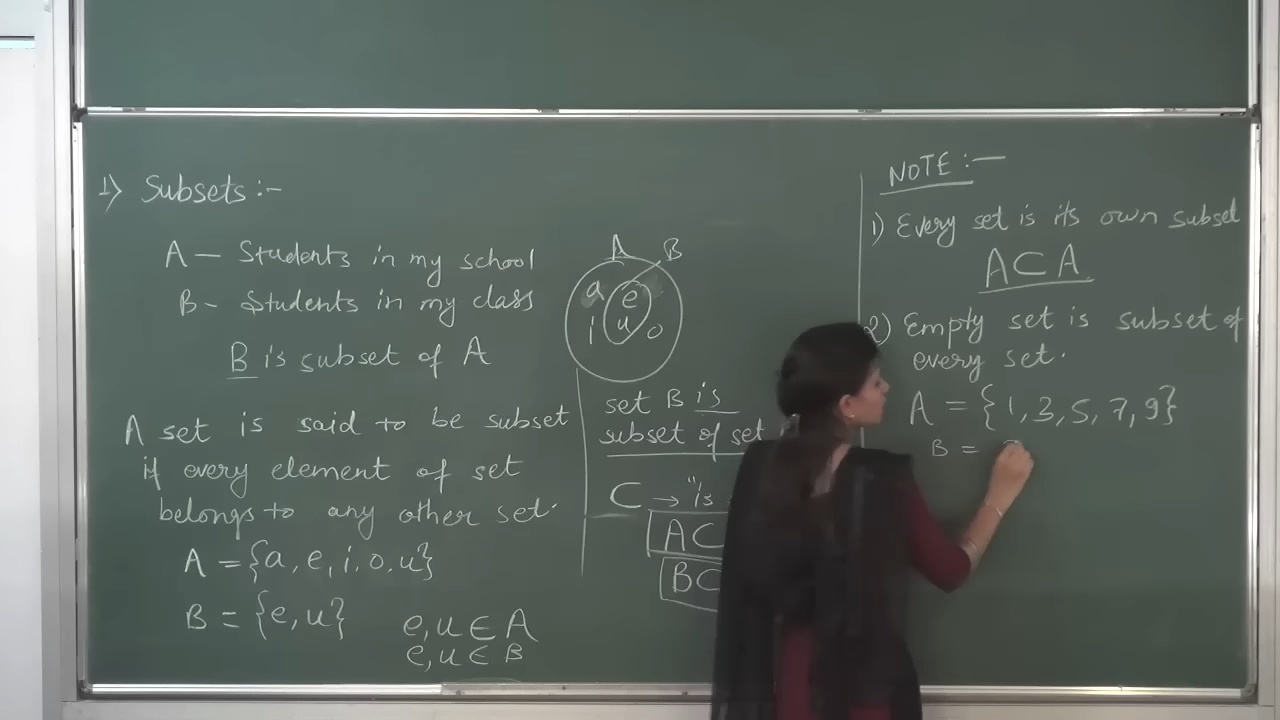 1) Subsets :-
A - Students in my school
B - Students in my class
B is subset of A
A set is said to be subset
if every element of set
belongs to any other set.
A = {a, e, i, o, u}
B = {e, u}
e, u ∈ A
e, u ∈ B
A B
a e
i u o
set B is
subset of set
⊂ → "is
A⊂
B⊂
NOTE :-
1) Every set is its own subset
A⊂A
2) Empty set is subset of
every set.
A = {1, 3, 5, 7, 9}
B =